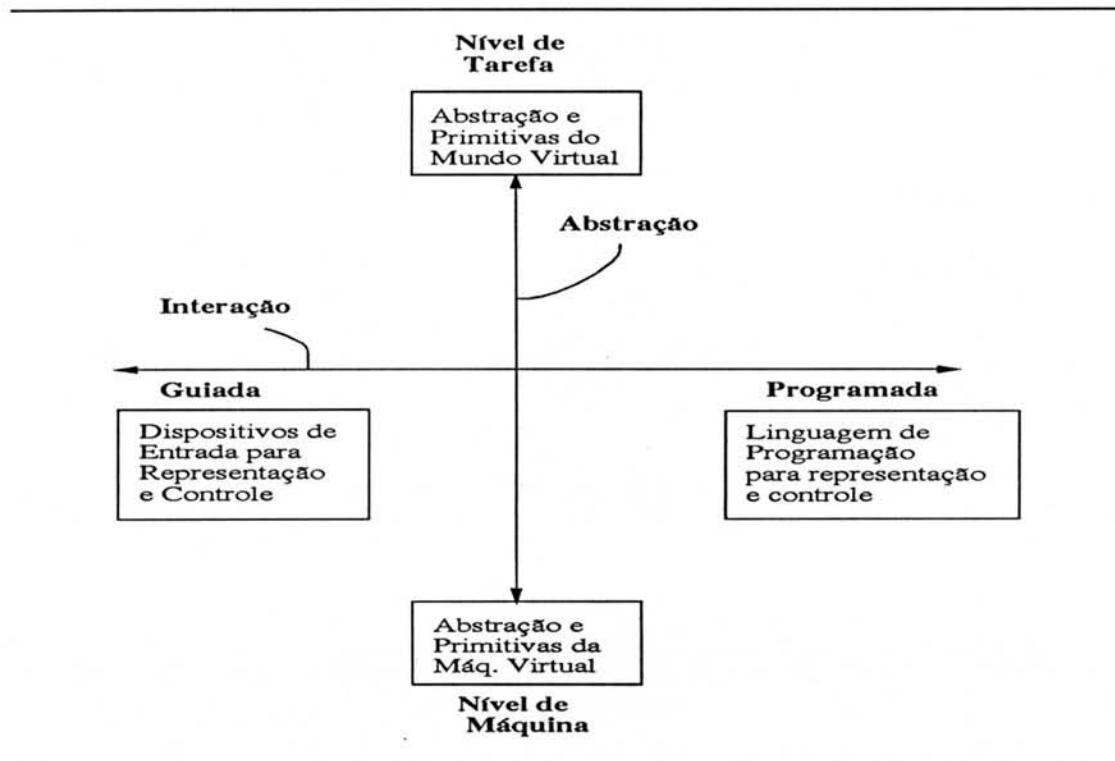 Nível de
Tarefa
Abstração e
Primitivas do
Mundo Virtual
Abstração
Interação
Guiada
Programada
Dispositivos de
Entrada para
Representação
e Controle
Linguagem de
Programação
para representação
e controle
Abstração e
Primitivas da
Máq. Virtual
Nível de
Máquina